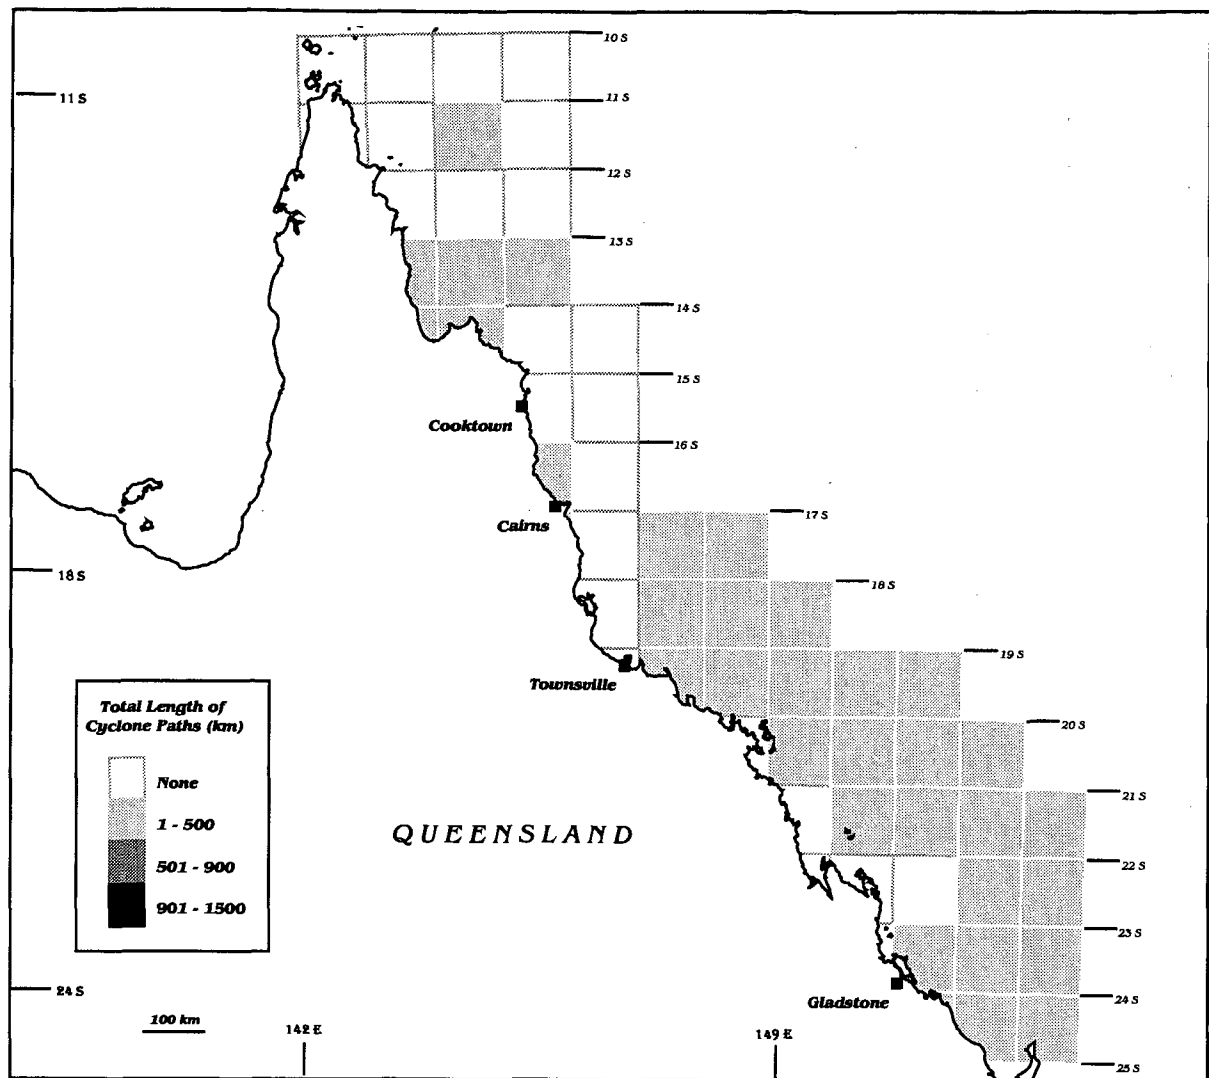 10 S
11 S
11 S
12 S
13 S
14 S
15 S
Cooktown
16 S
Cairns
17 S
18 S
18 S
19 S
Townsville
Total Length of
Cyclone Paths (km)
20 S
None
21 S
1 - 500
QUEENSLAND
501 - 900
22 S
901 - 1500
23 S
24 S
24 S
Gladstone
100 km
142 E
149 E
25 S